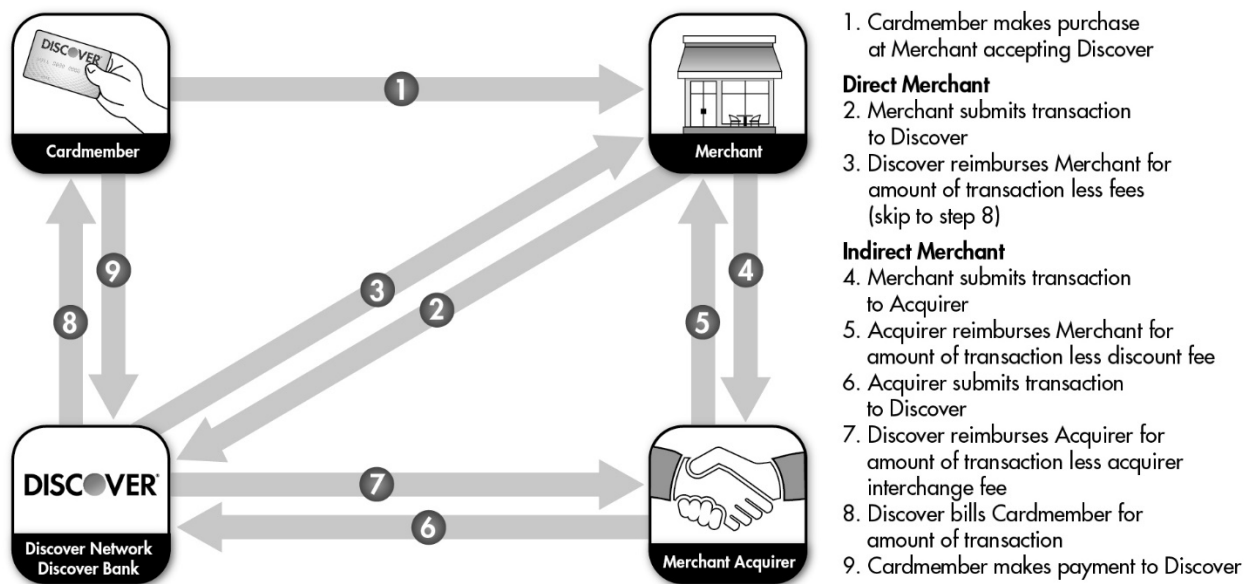 DISCOVER
Cardmember
1
Merchant
9
8
3
2
4
5
DISCOVER®
Discover Network
Discover Bank
7
6
Merchant Acquirer
1. Cardmember makes purchase
at Merchant accepting Discover
Direct Merchant
2. Merchant submits transaction
to Discover
3. Discover reimburses Merchant for
amount of transaction less fees
(skip to step 8)
Indirect Merchant
4. Merchant submits transaction
to Acquirer
5. Acquirer reimburses Merchant for
amount of transaction less discount fee
6. Acquirer submits transaction
to Discover
7. Discover reimburses Acquirer for
amount of transaction less acquirer
interchange fee
8. Discover bills Cardmember for
amount of transaction
9. Cardmember makes payment to Discover